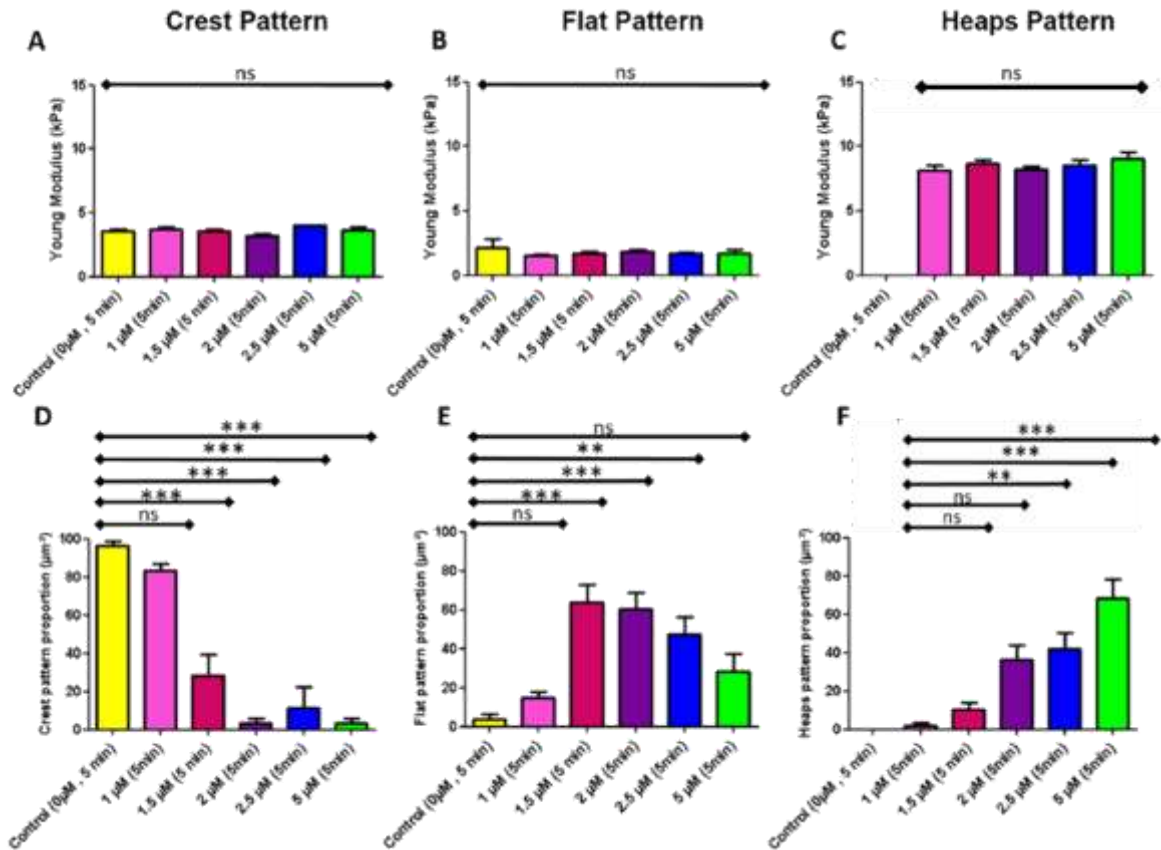 Crest Pattern
Flat Pattern
Heaps Pattern
A
B
C
ns
ns
ns
Young Modulus (kPa)
15
10
5
0
Control (0µM , 5 min)
1 µM (5min)
1.5 µM (5 min)
2 µM (5min)
2.5 µM (5min)
5 µM (5min)
Young Modulus (kPa)
15
10
5
0
Control (0µM , 5 min)
1 µM (5min)
1.5 µM (5 min)
2 µM (5min)
2.5 µM (5min)
5 µM (5min)
Young Modulus (kPa)
15
10
5
0
Control (0µM , 5 min)
1 µM (5min)
1.5 µM (5 min)
2 µM (5min)
2.5 µM (5min)
5 µM (5min)
D
***
***
***
***
ns
Crest pattern proportion (µm⁻²)
100
80
60
40
20
0
Control (0µM , 5 min)
1 µM (5min)
1.5 µM (5 min)
2 µM (5min)
2.5 µM (5min)
5 µM (5min)
E
ns
**
***
***
ns
Flat pattern proportion (µm⁻²)
100
80
60
40
20
0
Control (0µM , 5 min)
1 µM (5min)
1.5 µM (5 min)
2 µM (5min)
2.5 µM (5min)
5 µM (5min)
F
***
***
**
ns
ns
Heaps pattern proportion (µm⁻²)
100
80
60
40
20
0
Control (0µM , 5 min)
1 µM (5min)
1.5 µM (5 min)
2 µM (5min)
2.5 µM (5min)
5 µM (5min)